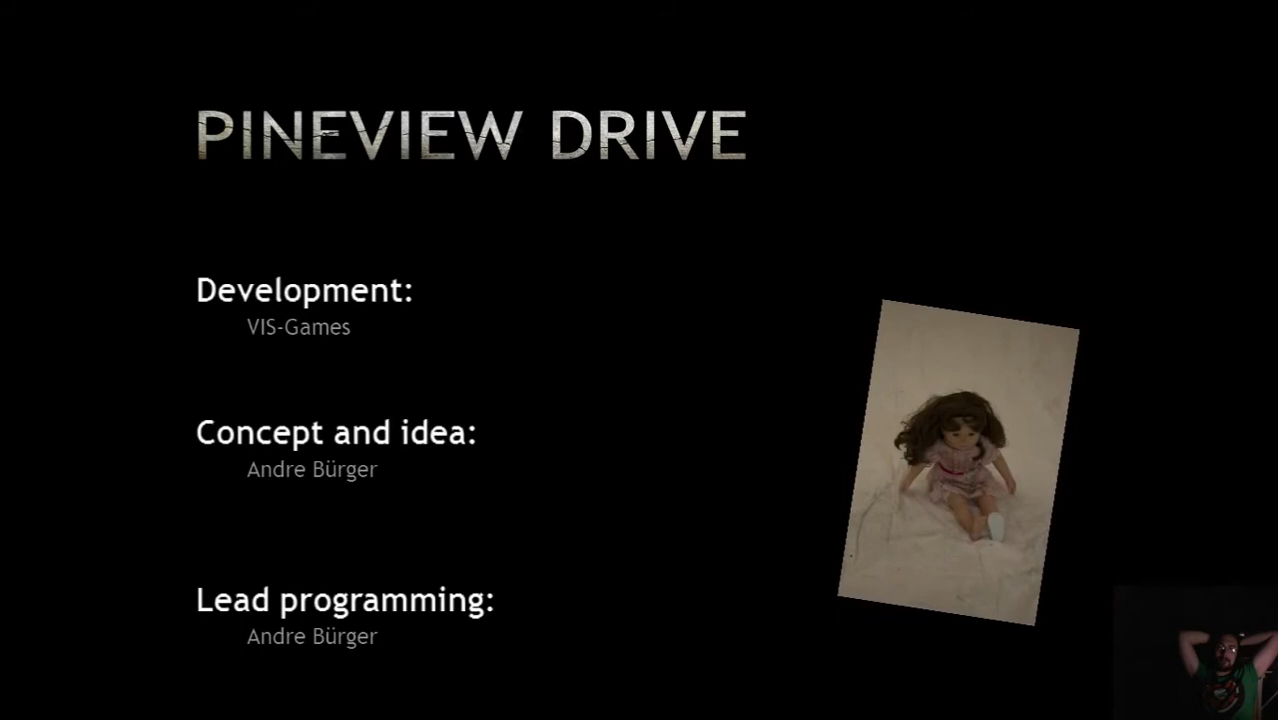 PINEVIEW DRIVE
Development:
VIS-Games
Concept and idea:
Andre Bürger
Lead programming:
Andre Bürger